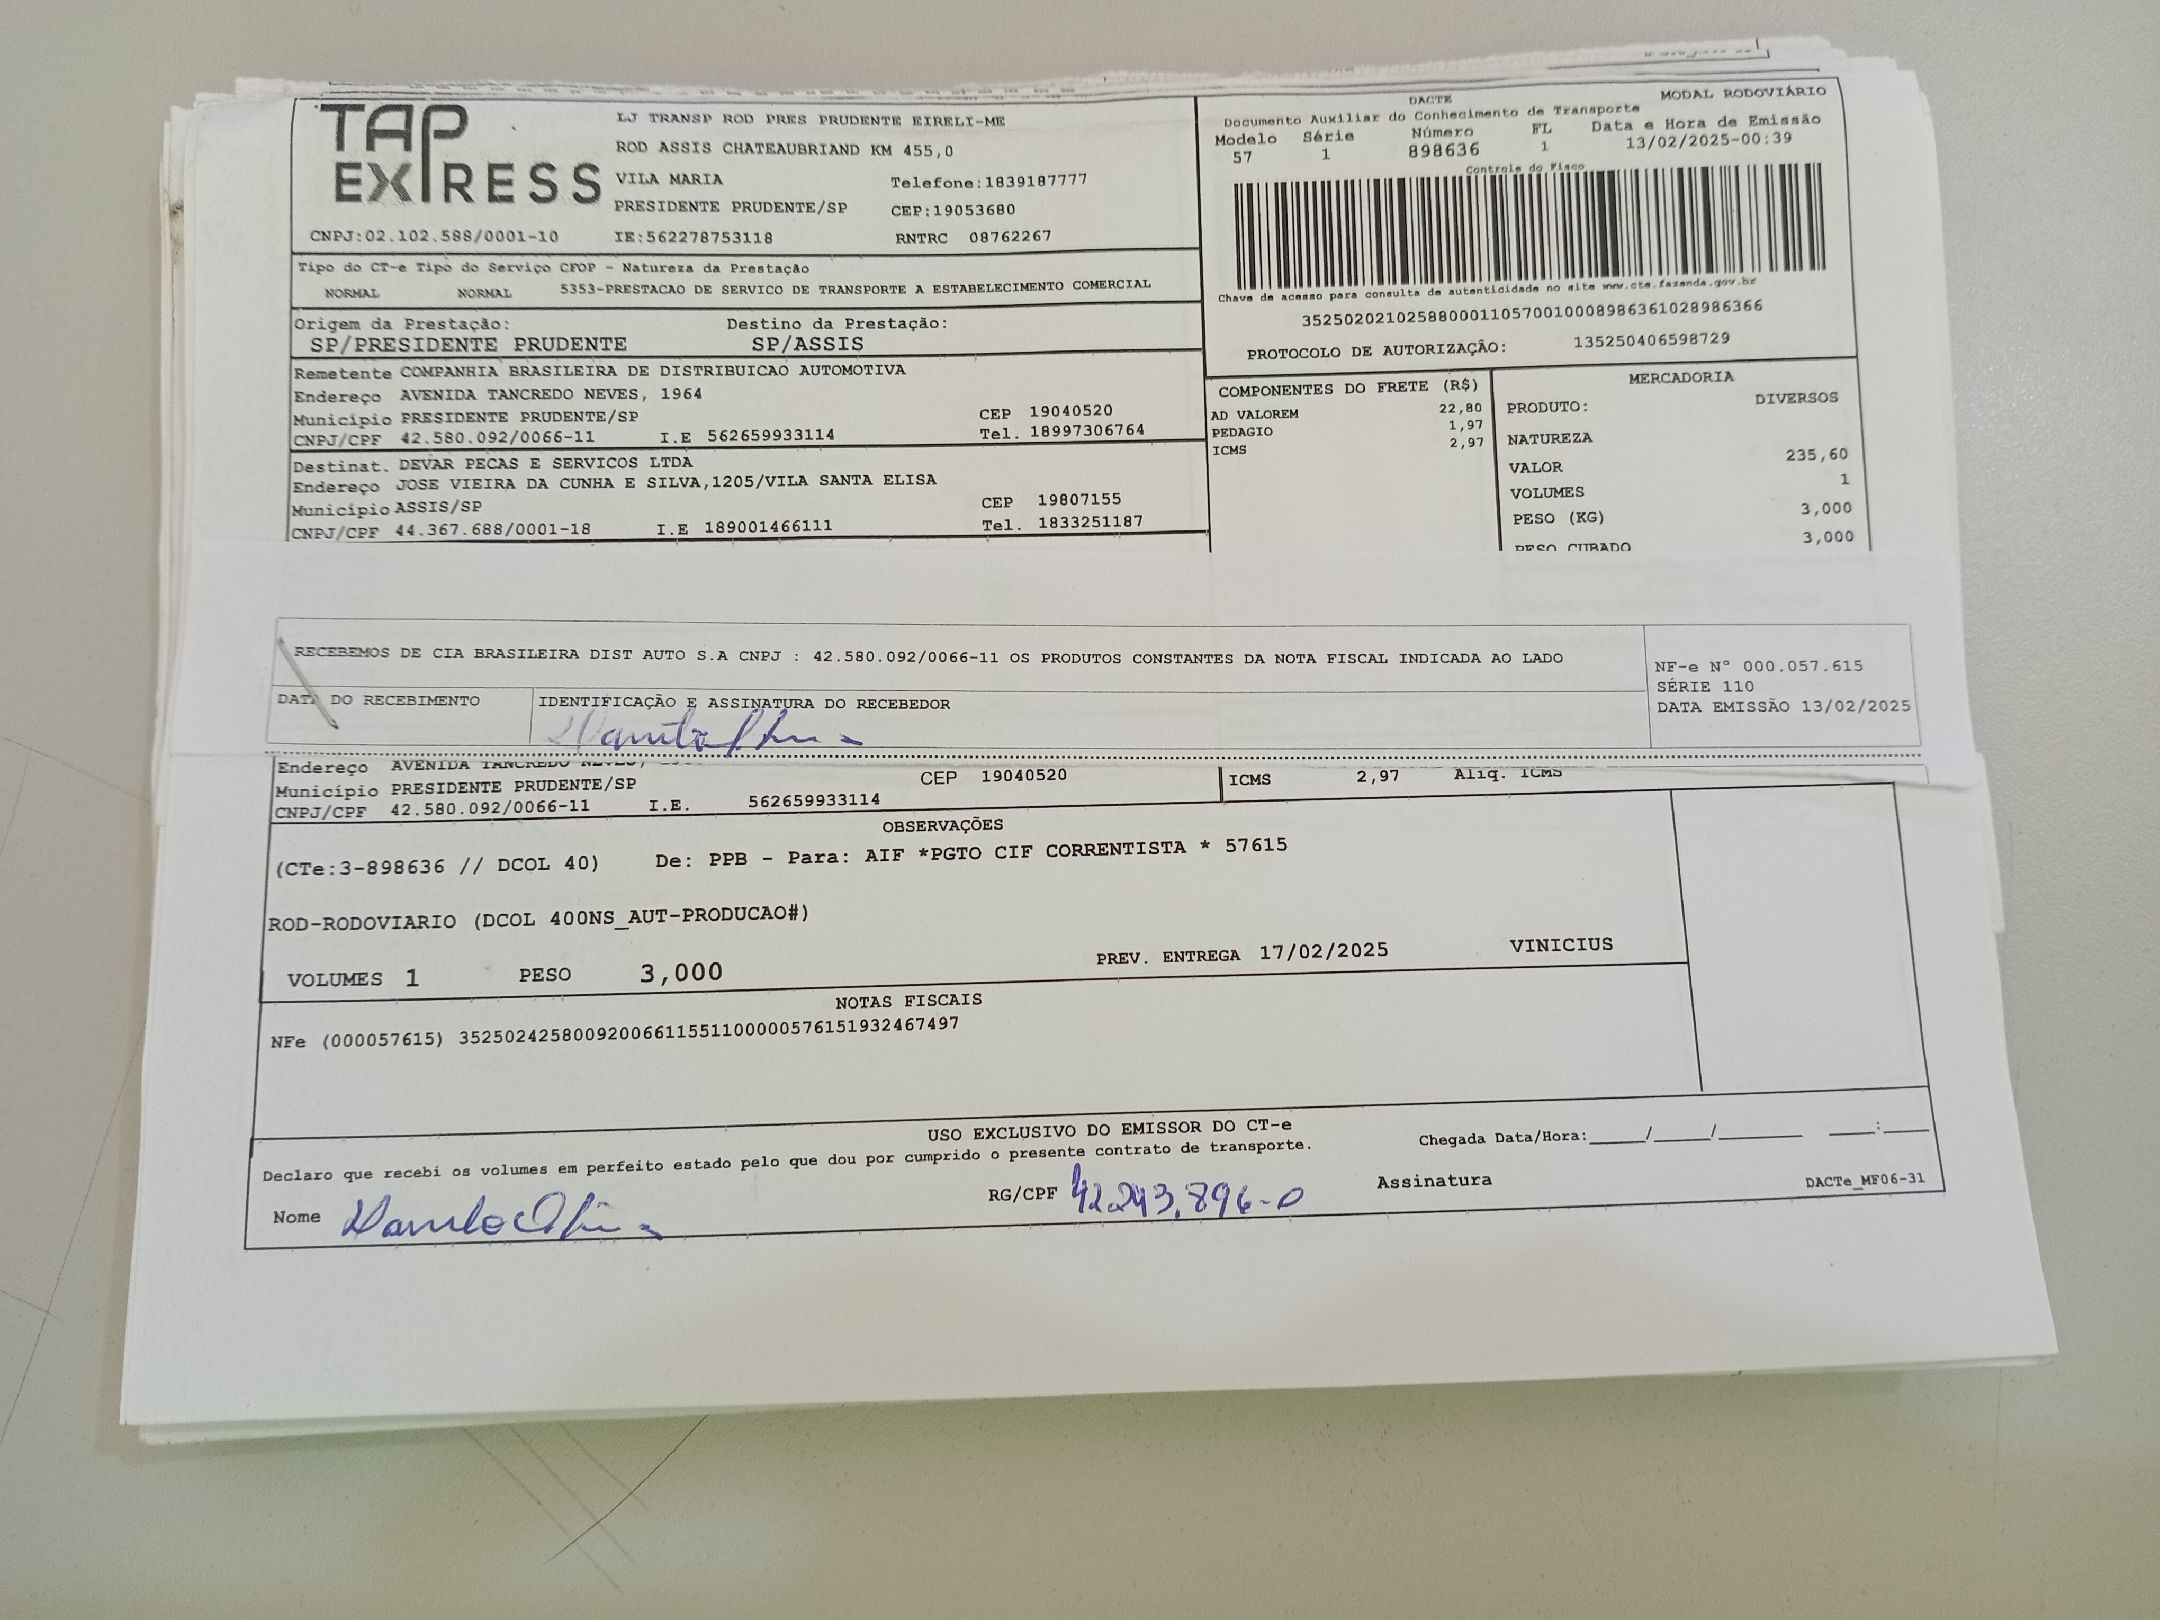 TAP
EXPRESS
LJ TRANSP ROD PRES PRUDENTE EIRELI-ME
ROD ASSIS CHATEAUBRIAND KM 455,0
VILA MARIA Telefone:1839187777
PRESIDENTE PRUDENTE/SP CEP:19053680
CNPJ:02.102.588/0001-10 IE:562278753118 RNTRC 08762267
DACTE MODAL RODOVIÁRIO
Documento Auxiliar do Conhecimento de Transporte
Modelo Série Número FL Data e Hora de Emissão
57 1 898636 1 13/02/2025-00:39
Controle do Fisco
Chave de acesso para consulta de autenticidade no site www.cte.fazenda.gov.br
35250202102588000110570010008986361028986366
PROTOCOLO DE AUTORIZAÇÃO: 135250406598729
Tipo do CT-e Tipo do Serviço CFOP - Natureza da Prestação
NORMAL NORMAL 5353-PRESTACAO DE SERVICO DE TRANSPORTE A ESTABELECIMENTO COMERCIAL
Origem da Prestação: Destino da Prestação:
SP/PRESIDENTE PRUDENTE SP/ASSIS
Remetente COMPANHIA BRASILEIRA DE DISTRIBUICAO AUTOMOTIVA
Endereço AVENIDA TANCREDO NEVES, 1964
Município PRESIDENTE PRUDENTE/SP CEP 19040520
CNPJ/CPF 42.580.092/0066-11 I.E 562659933114 Tel. 18997306764
Destinat. DEVAR PECAS E SERVICOS LTDA
Endereço JOSE VIEIRA DA CUNHA E SILVA,1205/VILA SANTA ELISA
Município ASSIS/SP CEP 19807155
CNPJ/CPF 44.367.688/0001-18 I.E 189001466111 Tel. 1833251187
COMPONENTES DO FRETE (R$)
AD VALOREM 22,80
PEDAGIO 1,97
ICMS 2,97
MERCADORIA
PRODUTO: DIVERSOS
NATUREZA
VALOR 235,60
VOLUMES 1
PESO (KG) 3,000
PESO CUBADO 3,000
RECEBEMOS DE CIA BRASILEIRA DIST AUTO S.A CNPJ : 42.580.092/0066-11 OS PRODUTOS CONSTANTES DA NOTA FISCAL INDICADA AO LADO
DATA DO RECEBIMENTO IDENTIFICAÇÃO E ASSINATURA DO RECEBEDOR
NF-e N° 000.057.615
SÉRIE 110
DATA EMISSÃO 13/02/2025
Danilo
Endereço AVENIDA TANCREDO NEVES,
Município PRESIDENTE PRUDENTE/SP CEP 19040520
CNPJ/CPF 42.580.092/0066-11 I.E. 562659933114
ICMS 2,97 Aliq. ICMS
OBSERVAÇÕES
(CTe:3-898636 // DCOL 40) De: PPB - Para: AIF *PGTO CIF CORRENTISTA * 57615
ROD-RODOVIARIO (DCOL 400NS_AUT-PRODUCAO#)
VOLUMES 1 PESO 3,000 PREV. ENTREGA 17/02/2025 VINICIUS
NOTAS FISCAIS
NFe (000057615) 35250242580092006611551100000576151932467497
USO EXCLUSIVO DO EMISSOR DO CT-e
Declaro que recebi os volumes em perfeito estado pelo que dou por cumprido o presente contrato de transporte.
Chegada Data/Hora:_____/_____/________ ____:____
Nome Danilo RG/CPF 42.243.896-0 Assinatura
DACTe_MF06-31